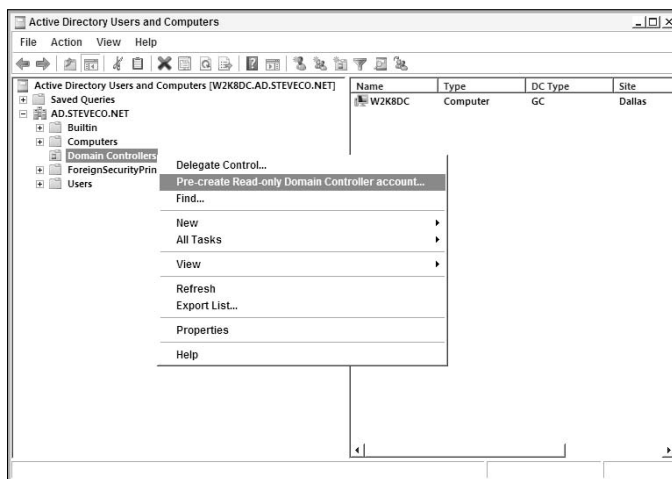 Active Directory Users and Computers
File Action View Help
Active Directory Users and Computers [W2K8DC.AD.STEVECO.NET]
Saved Queries
AD.STEVECO.NET
Builtin
Computers
Domain Controllers
ForeignSecurityPrin
Users
Name Type DC Type Site
W2K8DC Computer GC Dallas
Delegate Control...
Pre-create Read-only Domain Controller account...
Find...
New
All Tasks
View
Refresh
Export List...
Properties
Help